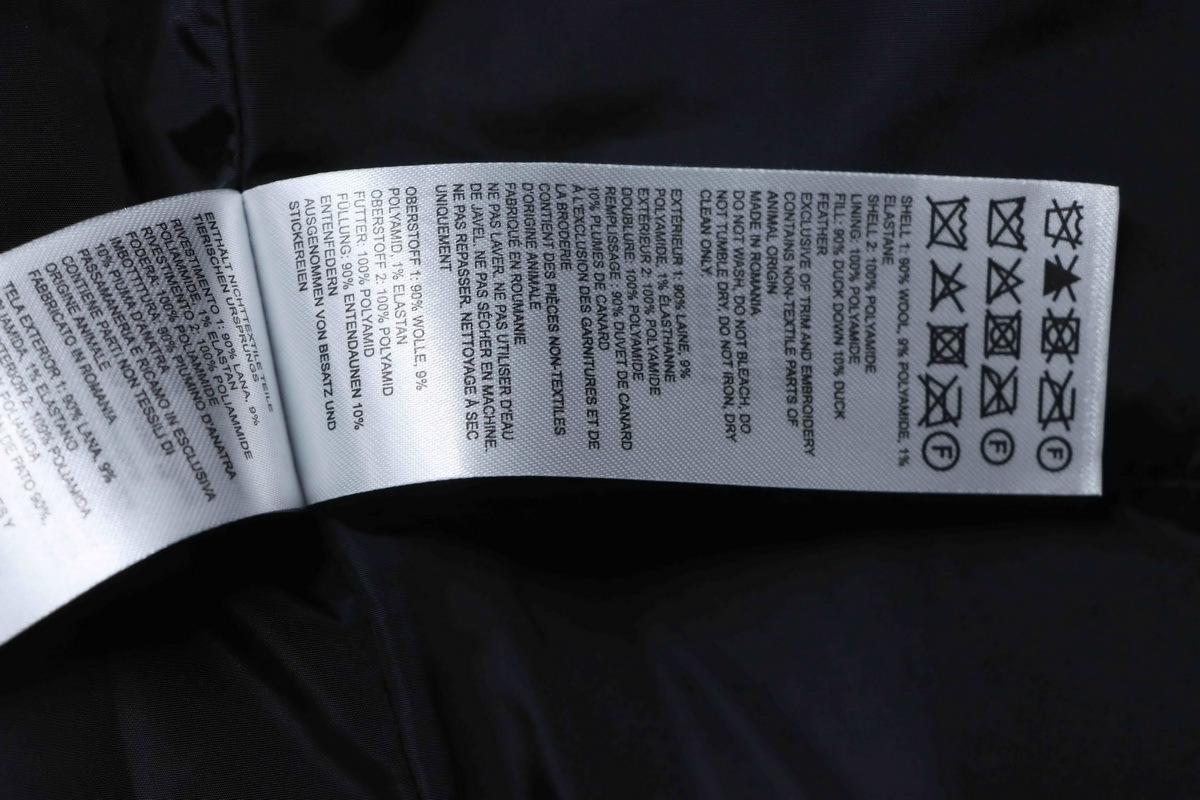 F
F
F
SHELL 1: 90% WOOL, 9% POLYAMIDE, 1%
ELASTANE
SHELL 2: 100% POLYAMIDE
LINING: 100% POLYAMIDE
FILL: 90% DUCK DOWN 10% DUCK
FEATHER
EXCLUSIVE OF TRIM AND EMBROIDERY
CONTAINS NON-TEXTILE PARTS OF
ANIMAL ORIGIN
MADE IN ROMANIA
DO NOT WASH, DO NOT BLEACH, DO
NOT TUMBLE DRY, DO NOT IRON, DRY
CLEAN ONLY.
EXTÉRIEUR 1: 90% LAINE, 9%
POLYAMIDE, 1% ÉLASTHANNE
EXTÉRIEUR 2: 100% POLYAMIDE
DOUBLURE: 100% POLYAMIDE
REMPLISSAGE : 90% DUVET DE CANARD
10% PLUMES DE CANARD
À L'EXCLUSION DES GARNITURES ET DE
LA BRODERIE
CONTIENT DES PIÈCES NON-TEXTILES
D'ORIGINE ANIMALE
FABRIQUÉ EN ROUMANIE
NE PAS LAVER, NE PAS UTILISER D'EAU
DE JAVEL, NE PAS SÉCHER EN MACHINE.
NE PAS REPASSER, NETTOYAGE À SEC
UNIQUEMENT
OBERSTOFF 1: 90% WOLLE, 9%
POLYAMID, 1% ELASTAN
OBERSTOFF 2: 100% POLYAMID
FUTTER: 100% POLYAMID
FÜLLUNG: 90% ENTENDAUNEN 10%
ENTENFEDERN
AUSGENOMMEN VON BESATZ UND
STICKEREIEN
ENTHÄLT NICHTTEXTILE TEILE
TIERISCHEN URSPRUNGS
RIVESTIMENTO 1: 90% LANA, 9%
POLIAMMIDE, 1% ELASTAN
RIVESTIMENTO 2: 100% POLIAMMIDE
FODERA: 100% POLIAMMIDE
IMBOTTITURA: 90% PIUMINO D'ANATRA
10% PIUMA D'ANATRA
PASSAMANERIA E RICAMO IN ESCLUSIVA
CONTIENE PARTI NON TESSILI DI
ORIGINE ANIMALE
FABBRICATO IN ROMANIA
TELA EXTERIOR 1: 90% LARA, 9%
1% ELASTANO
2: 100% POLIAMIDA
POLIAMIDA
DE PATO 90%,
Y